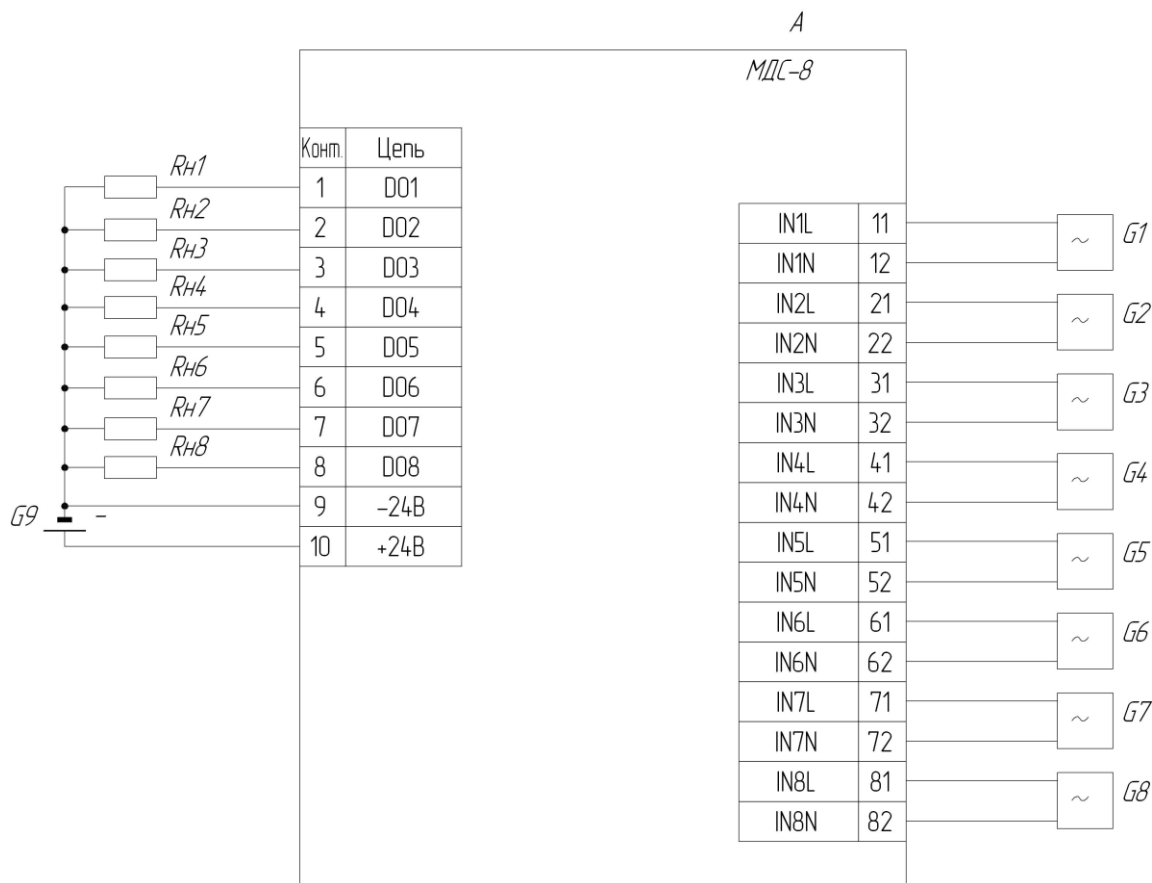 А
МДС-8
Конт. Цепь
Rн1 1 DO1
Rн2 2 DO2
Rн3 3 DO3
Rн4 4 DO4
Rн5 5 DO5
Rн6 6 DO6
Rн7 7 DO7
Rн8 8 DO8
9 -24В
G9 -
10 +24В
IN1L 11
~ G1
IN1N 12
IN2L 21
~ G2
IN2N 22
IN3L 31
~ G3
IN3N 32
IN4L 41
~ G4
IN4N 42
IN5L 51
~ G5
IN5N 52
IN6L 61
~ G6
IN6N 62
IN7L 71
~ G7
IN7N 72
IN8L 81
~ G8
IN8N 82